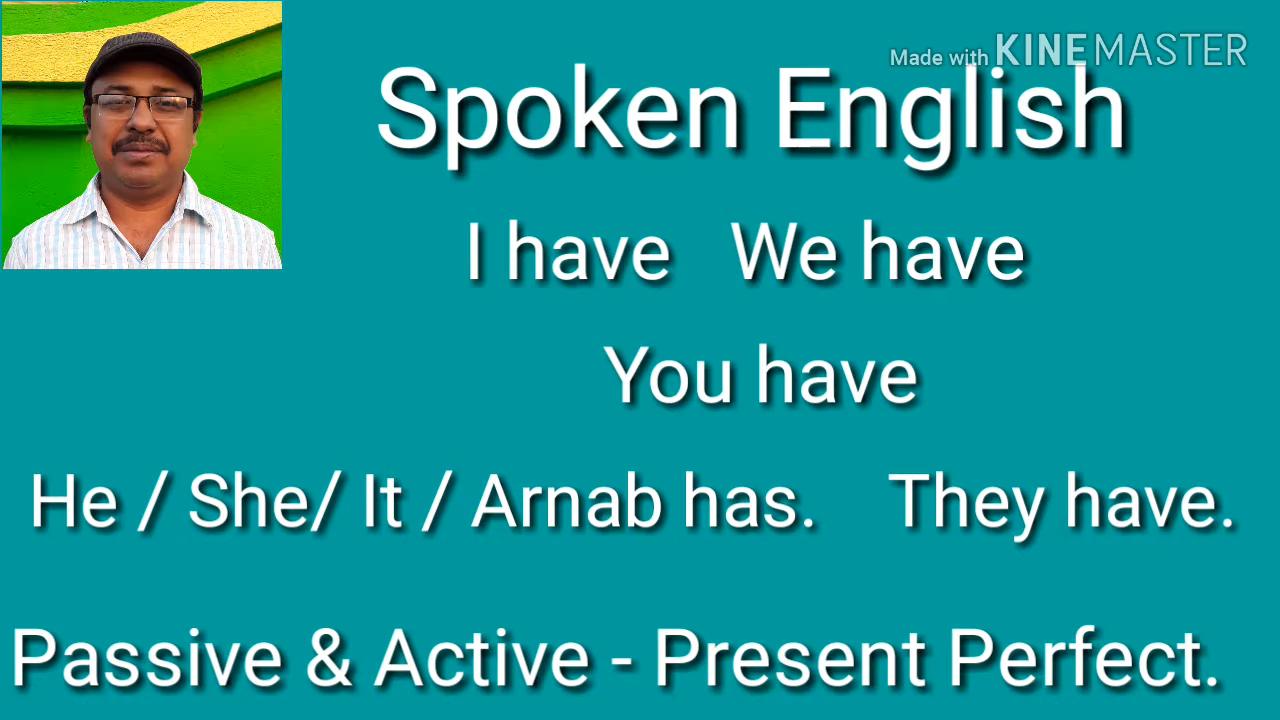 Made with KINEMASTER
Spoken English
I have We have
You have
He / She/ It / Arnab has. They have.
Passive & Active - Present Perfect.